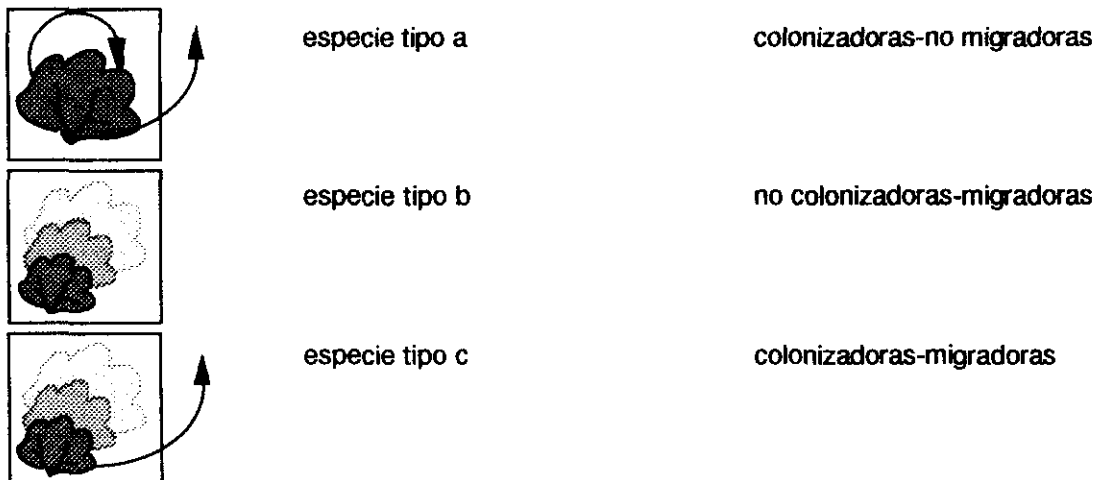 especie tipo a colonizadoras-no migradoras
especie tipo b no colonizadoras-migradoras
especie tipo c colonizadoras-migradoras